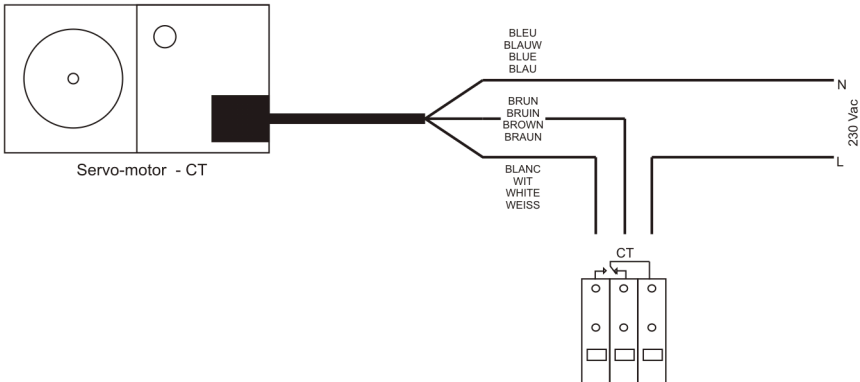 BLEU
BLAUW
BLUE
BLAU
N
BRUN
BRUIN
BROWN
BRAUN
230 Vac
L
Servo-motor - CT
BLANC
WIT
WHITE
WEISS
CT